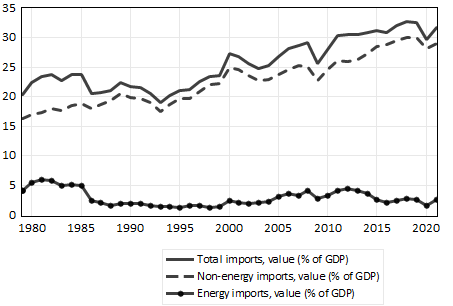 35
30
25
20
15
10
5
0
1980 1985 1990 1995 2000 2005 2010 2015 2020
Total imports, value (% of GDP)
Non-energy imports, value (% of GDP)
Energy imports, value (% of GDP)